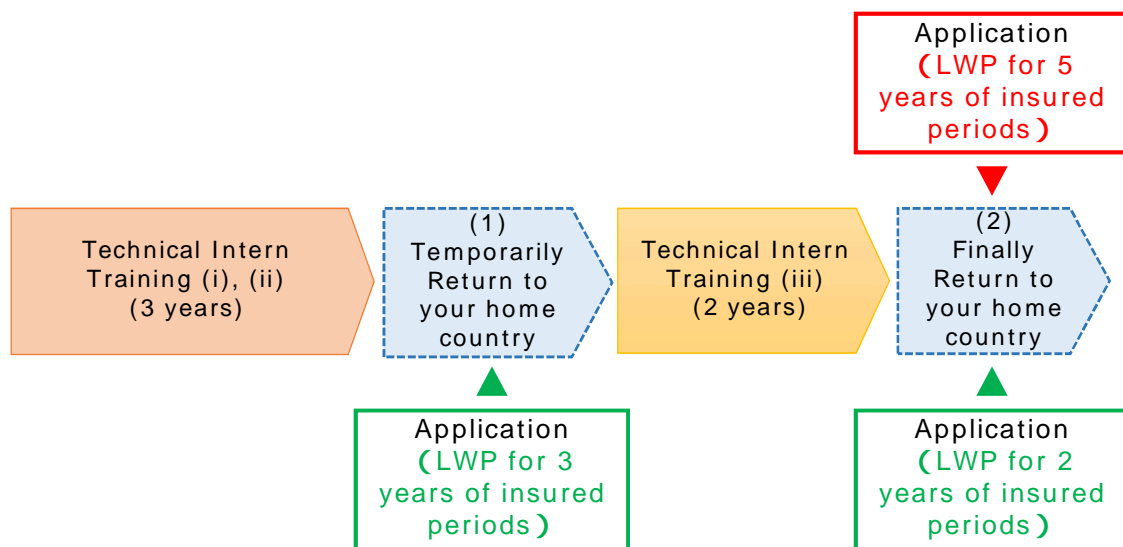 Application
(LWP for 5
years of insured
periods)
Technical Intern
Training (i), (ii)
(3 years)
(1)
Temporarily
Return to
your home
country
Technical Intern
Training (iii)
(2 years)
(2)
Finally
Return to
your home
country
Application
(LWP for 3
years of insured
periods)
Application
(LWP for 2
years of insured
periods)